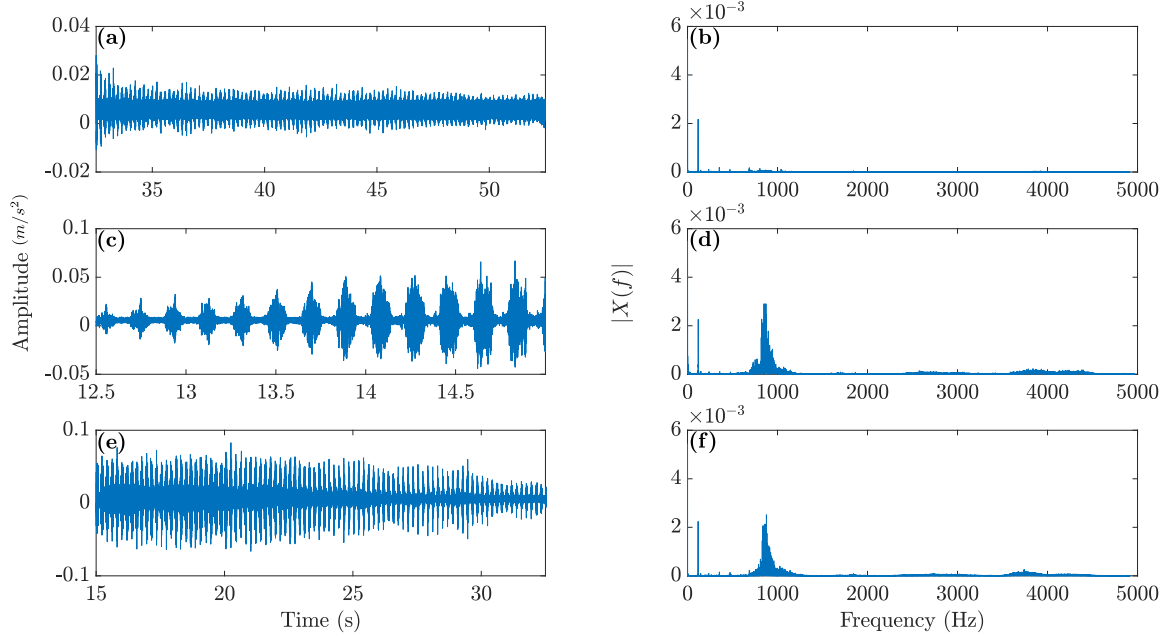 0.04
(a)
0.02
0
-0.02
35 40 45 50
×10⁻³
6
(b)
4
2
0
0 1000 2000 3000 4000 5000
0.1
(c)
0.05
0
-0.05
12.5 13 13.5 14 14.5
×10⁻³
6
(d)
4
2
0
0 1000 2000 3000 4000 5000
0.1
(e)
0
-0.1
15 20 25 30
×10⁻³
6
(f)
4
2
0
0 1000 2000 3000 4000 5000
Amplitude (m/s²)
Time (s)
|X(f)|
Frequency (Hz)